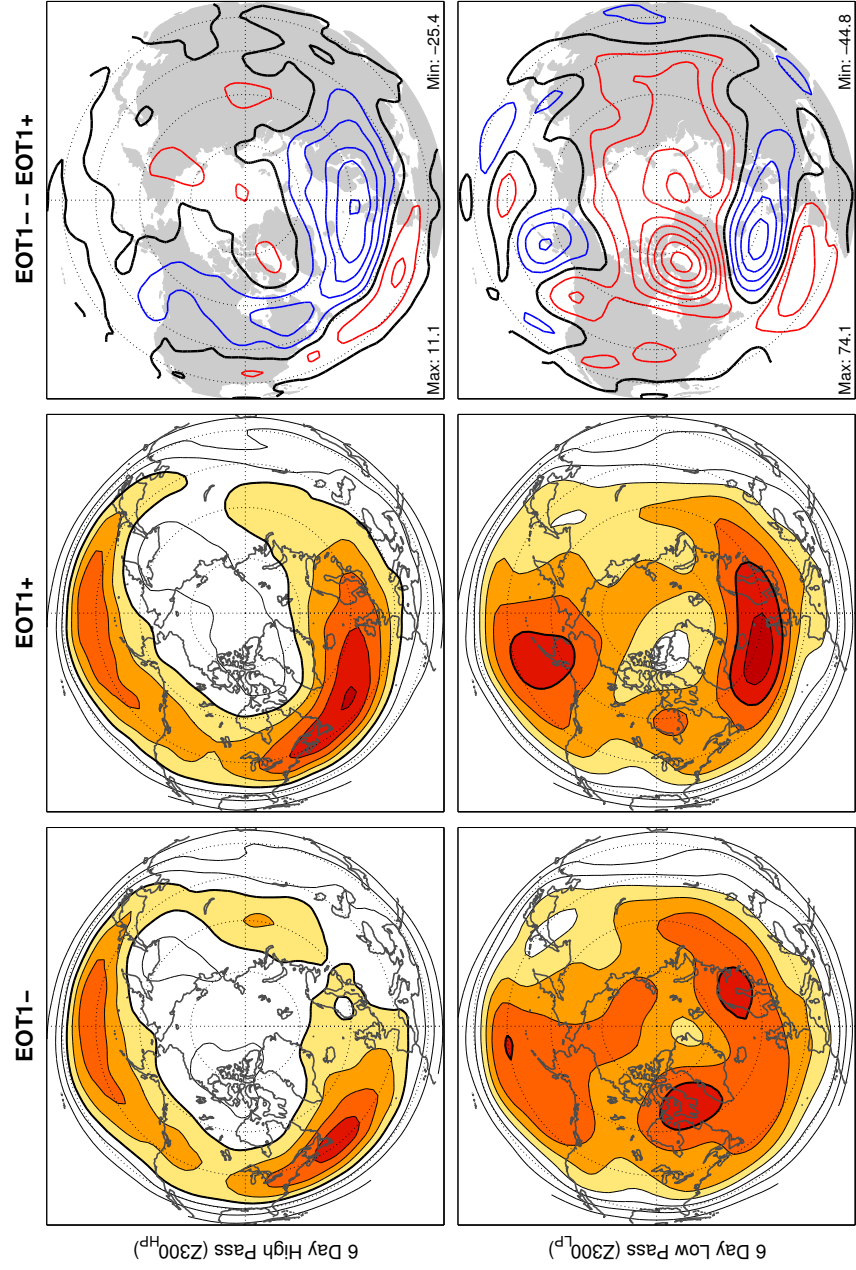 EOT1−
EOT1+
EOT1− − EOT1+
6 Day High Pass (Z300HP)
Max: 11.1
Min: −25.4
6 Day Low Pass (Z300LP)
Max: 74.1
Min: −44.8